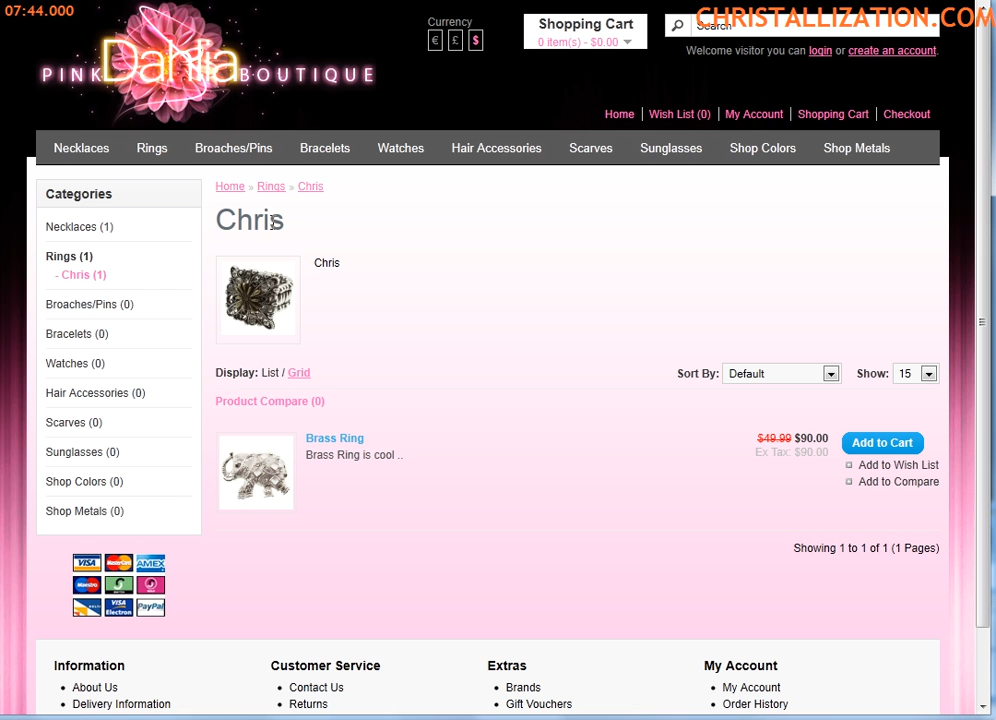 07:44.000
CHRISTALLIZATION.COM
PINK Dahlia BOUTIQUE
Currency
€ £ $
Shopping Cart
0 item(s) - $0.00
Search
Welcome visitor you can login or create an account.
Home Wish List (0) My Account Shopping Cart Checkout
Necklaces Rings Broaches/Pins Bracelets Watches Hair Accessories Scarves Sunglasses Shop Colors Shop Metals
Categories
Necklaces (1)
Rings (1)
- Chris (1)
Broaches/Pins (0)
Bracelets (0)
Watches (0)
Hair Accessories (0)
Scarves (0)
Sunglasses (0)
Shop Colors (0)
Shop Metals (0)
VISA MasterCard AMEX
Maestro
DELTA VISA Electron PayPal
Home » Rings » Chris
Chris
Chris
Display: List / Grid
Sort By: Default Show: 15
Product Compare (0)
Brass Ring
Brass Ring is cool ..
$49.99 $90.00
Ex Tax: $90.00
Add to Cart
Add to Wish List
Add to Compare
Showing 1 to 1 of 1 (1 Pages)
Information
About Us
Delivery Information
Customer Service
Contact Us
Returns
Extras
Brands
Gift Vouchers
My Account
My Account
Order History